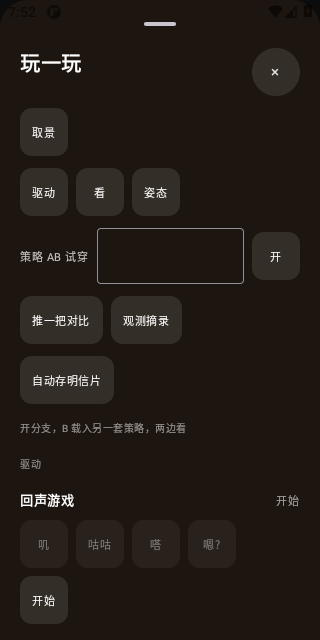 7:52
玩一玩
×
取景
驱动 看 姿态
策略 AB 试穿 开
推一把对比 观测摘录
自动存明信片
开分支，B 载入另一套策略，两边看
驱动
回声游戏 开始
叽 咕咕 嗒 嗯？
开始